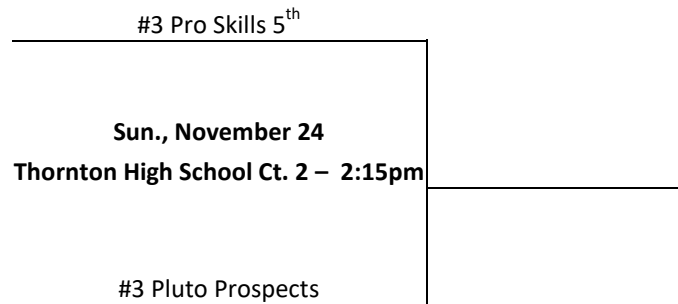 #3 Pro Skills 5th
Sun., November 24
Thornton High School Ct. 2 – 2:15pm
#3 Pluto Prospects